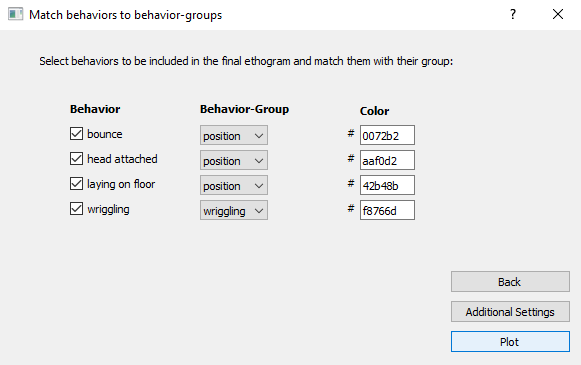 Match behaviors to behavior-groups ?
Select behaviors to be included in the final ethogram and match them with their group:
Behavior Behavior-Group Color
bounce position # 0072b2
head attached position # aaf0d2
laying on floor position # 42b48b
wriggling wriggling # f8766d
Back
Additional Settings
Plot